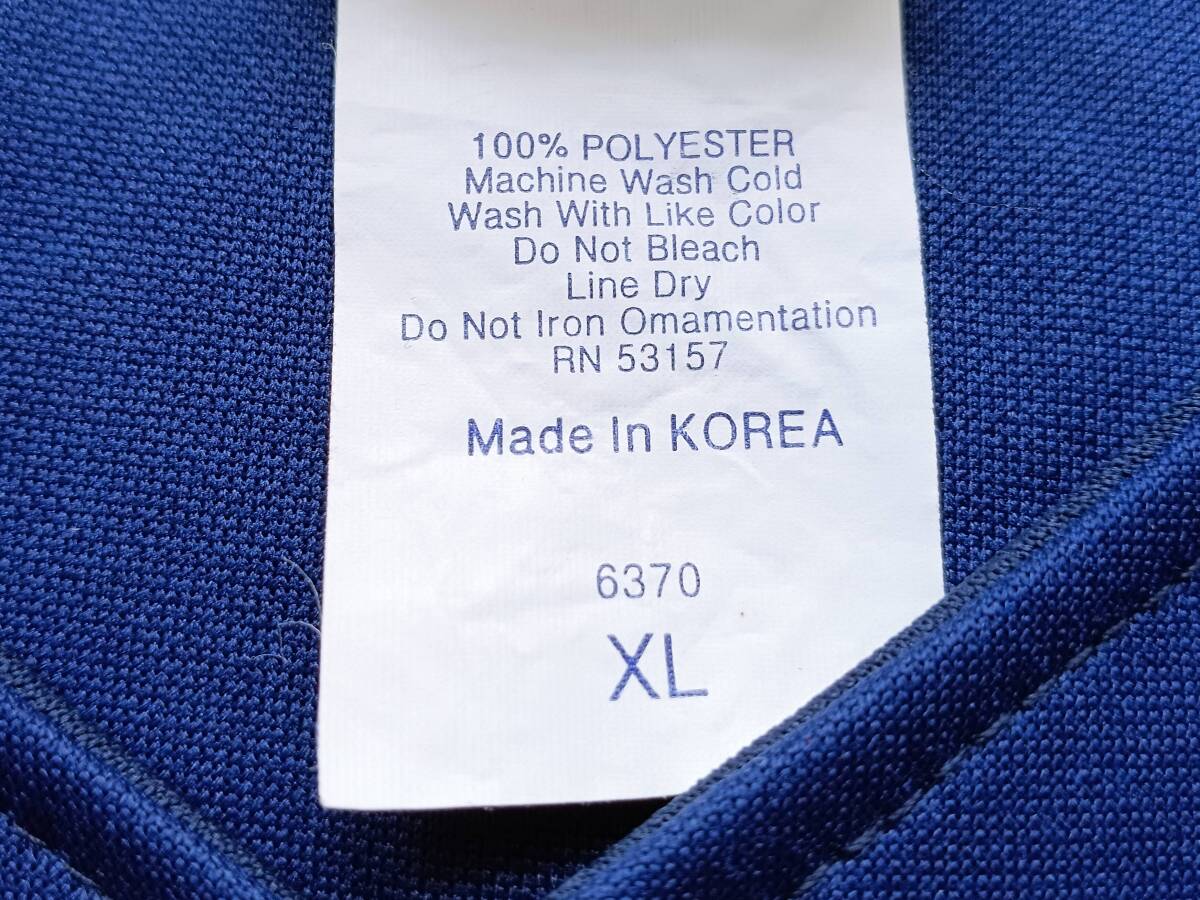 100% POLYESTER
Machine Wash Cold
Wash With Like Color
Do Not Bleach
Line Dry
Do Not Iron Omamentation
RN 53157
Made In KOREA
6370
XL